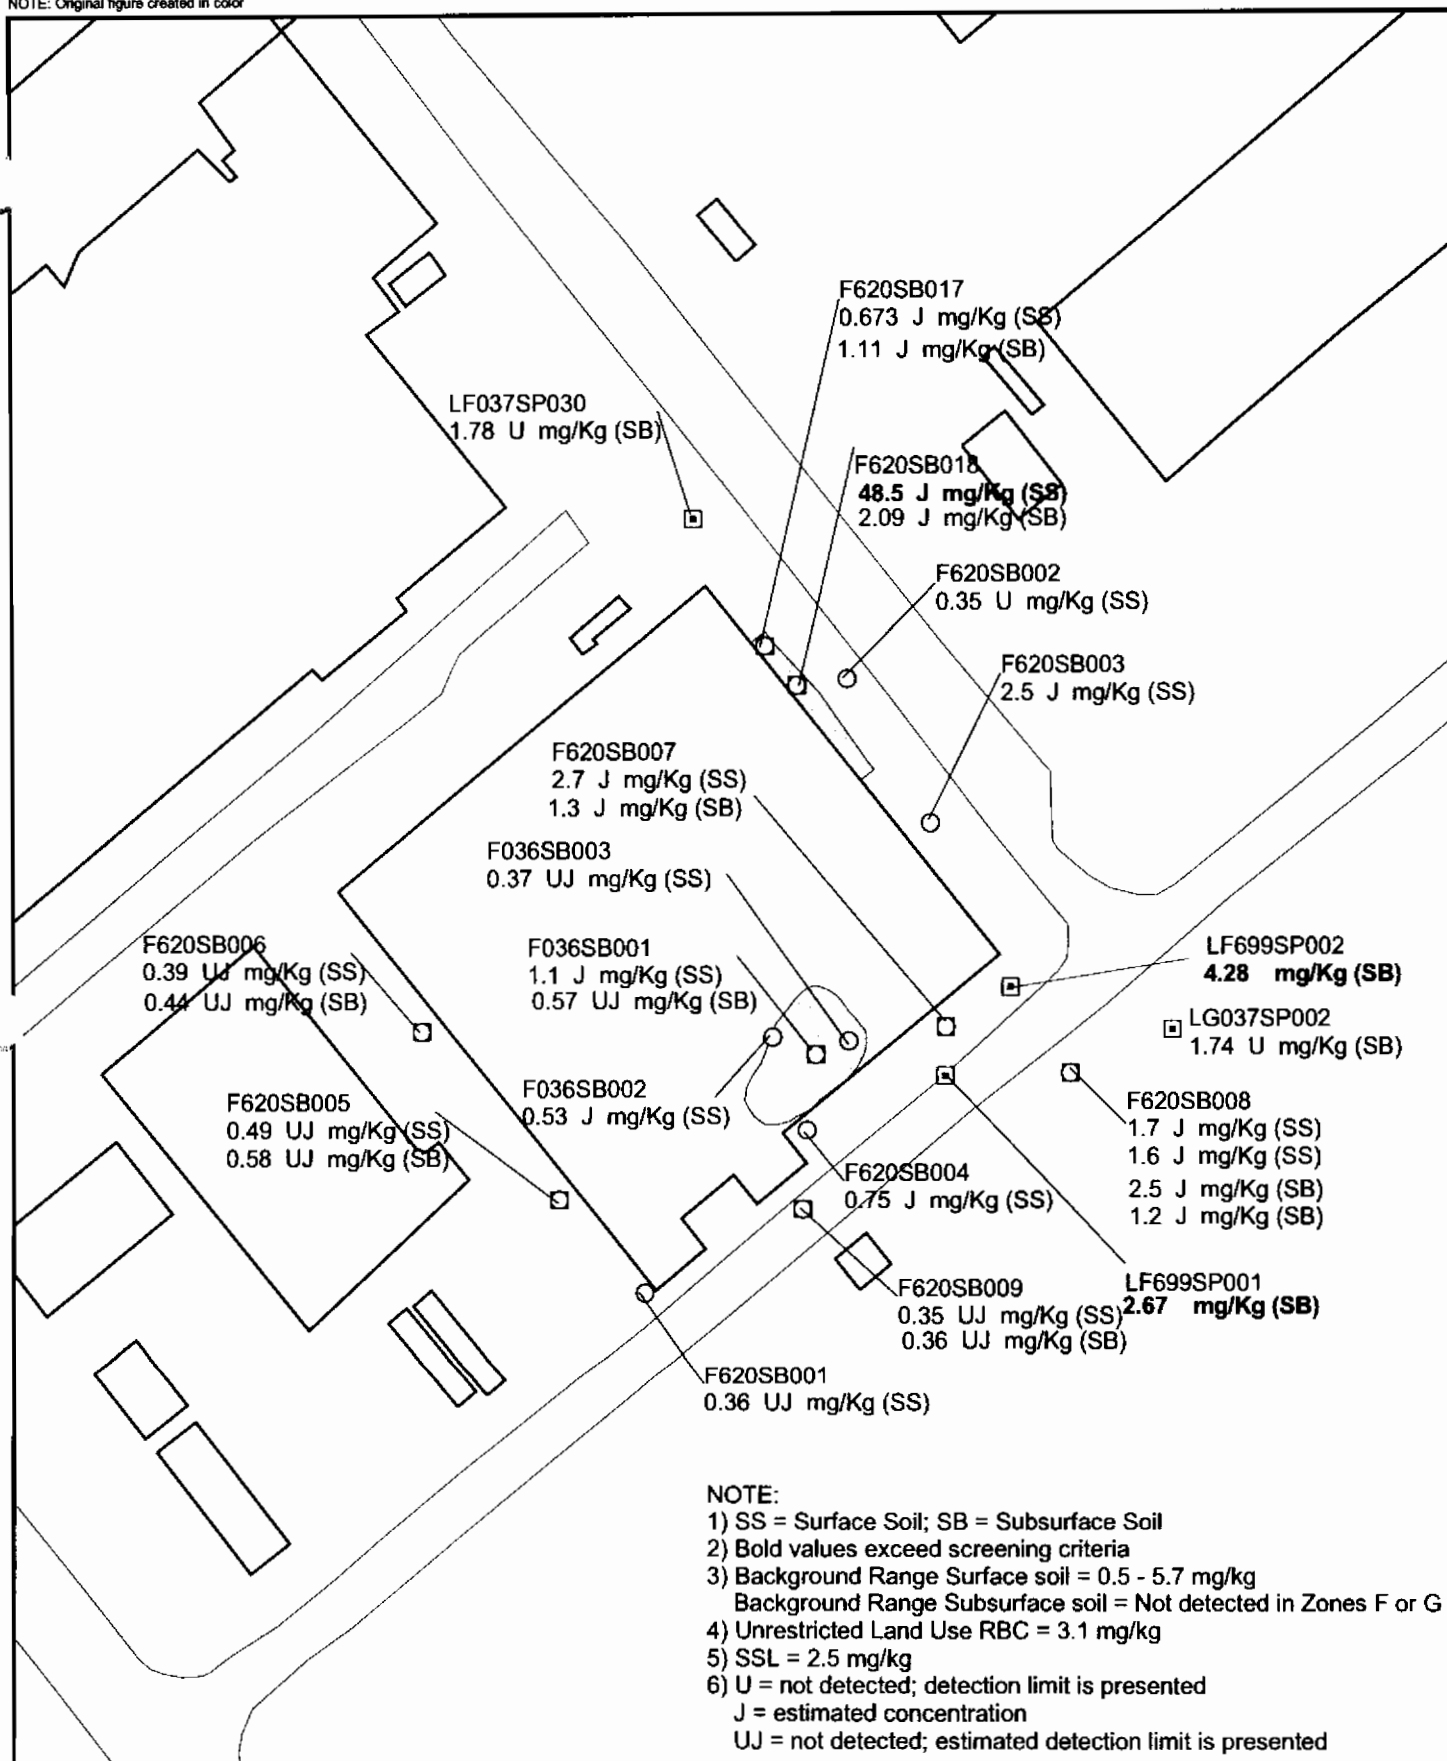 NOTE: Original figure created in color
F620SB017
0.673 J mg/Kg (SS)
1.11 J mg/Kg (SB)
LF037SP030
1.78 U mg/Kg (SB)
F620SB018
48.5 J mg/Kg (SS)
2.09 J mg/Kg (SB)
F620SB002
0.35 U mg/Kg (SS)
F620SB003
2.5 J mg/Kg (SS)
F620SB007
2.7 J mg/Kg (SS)
1.3 J mg/Kg (SB)
F036SB003
0.37 UJ mg/Kg (SS)
F620SB006
0.39 UJ mg/Kg (SS)
0.44 UJ mg/Kg (SB)
F036SB001
1.1 J mg/Kg (SS)
0.57 UJ mg/Kg (SB)
LF699SP002
4.28 mg/Kg (SB)
LG037SP002
1.74 U mg/Kg (SB)
F036SB002
0.53 J mg/Kg (SS)
F620SB005
0.49 UJ mg/Kg (SS)
0.58 UJ mg/Kg (SB)
F620SB008
1.7 J mg/Kg (SS)
1.6 J mg/Kg (SS)
2.5 J mg/Kg (SB)
1.2 J mg/Kg (SB)
F620SB004
0.75 J mg/Kg (SS)
F620SB009
0.35 UJ mg/Kg (SS)
0.36 UJ mg/Kg (SB)
LF699SP001
2.67 mg/Kg (SB)
F620SB001
0.36 UJ mg/Kg (SS)
NOTE:
1) SS = Surface Soil; SB = Subsurface Soil
2) Bold values exceed screening criteria
3) Background Range Surface soil = 0.5 - 5.7 mg/kg
Background Range Subsurface soil = Not detected in Zones F or G
4) Unrestricted Land Use RBC = 3.1 mg/kg
5) SSL = 2.5 mg/kg
6) U = not detected; detection limit is presented
J = estimated concentration
UJ = not detected; estimated detection limit is presented